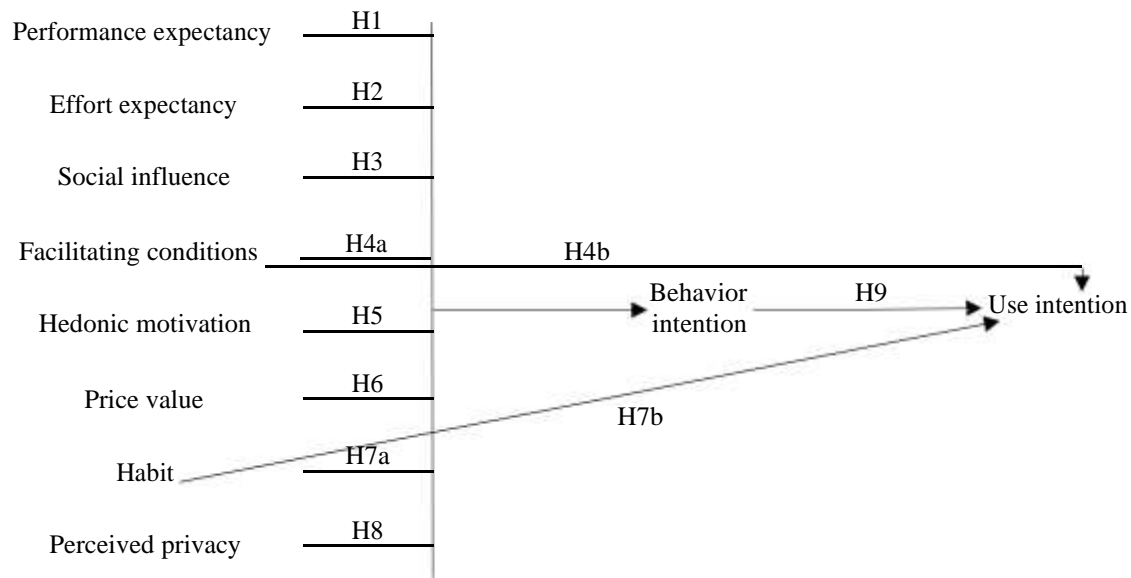 H1
Performance expectancy
H2
Effort expectancy
H3
Social influence
H4a
Facilitating conditions
H4b
Behavior
intention
H9
Use intention
Hedonic motivation
H5
H6
Price value
H7b
H7a
Habit
H8
Perceived privacy